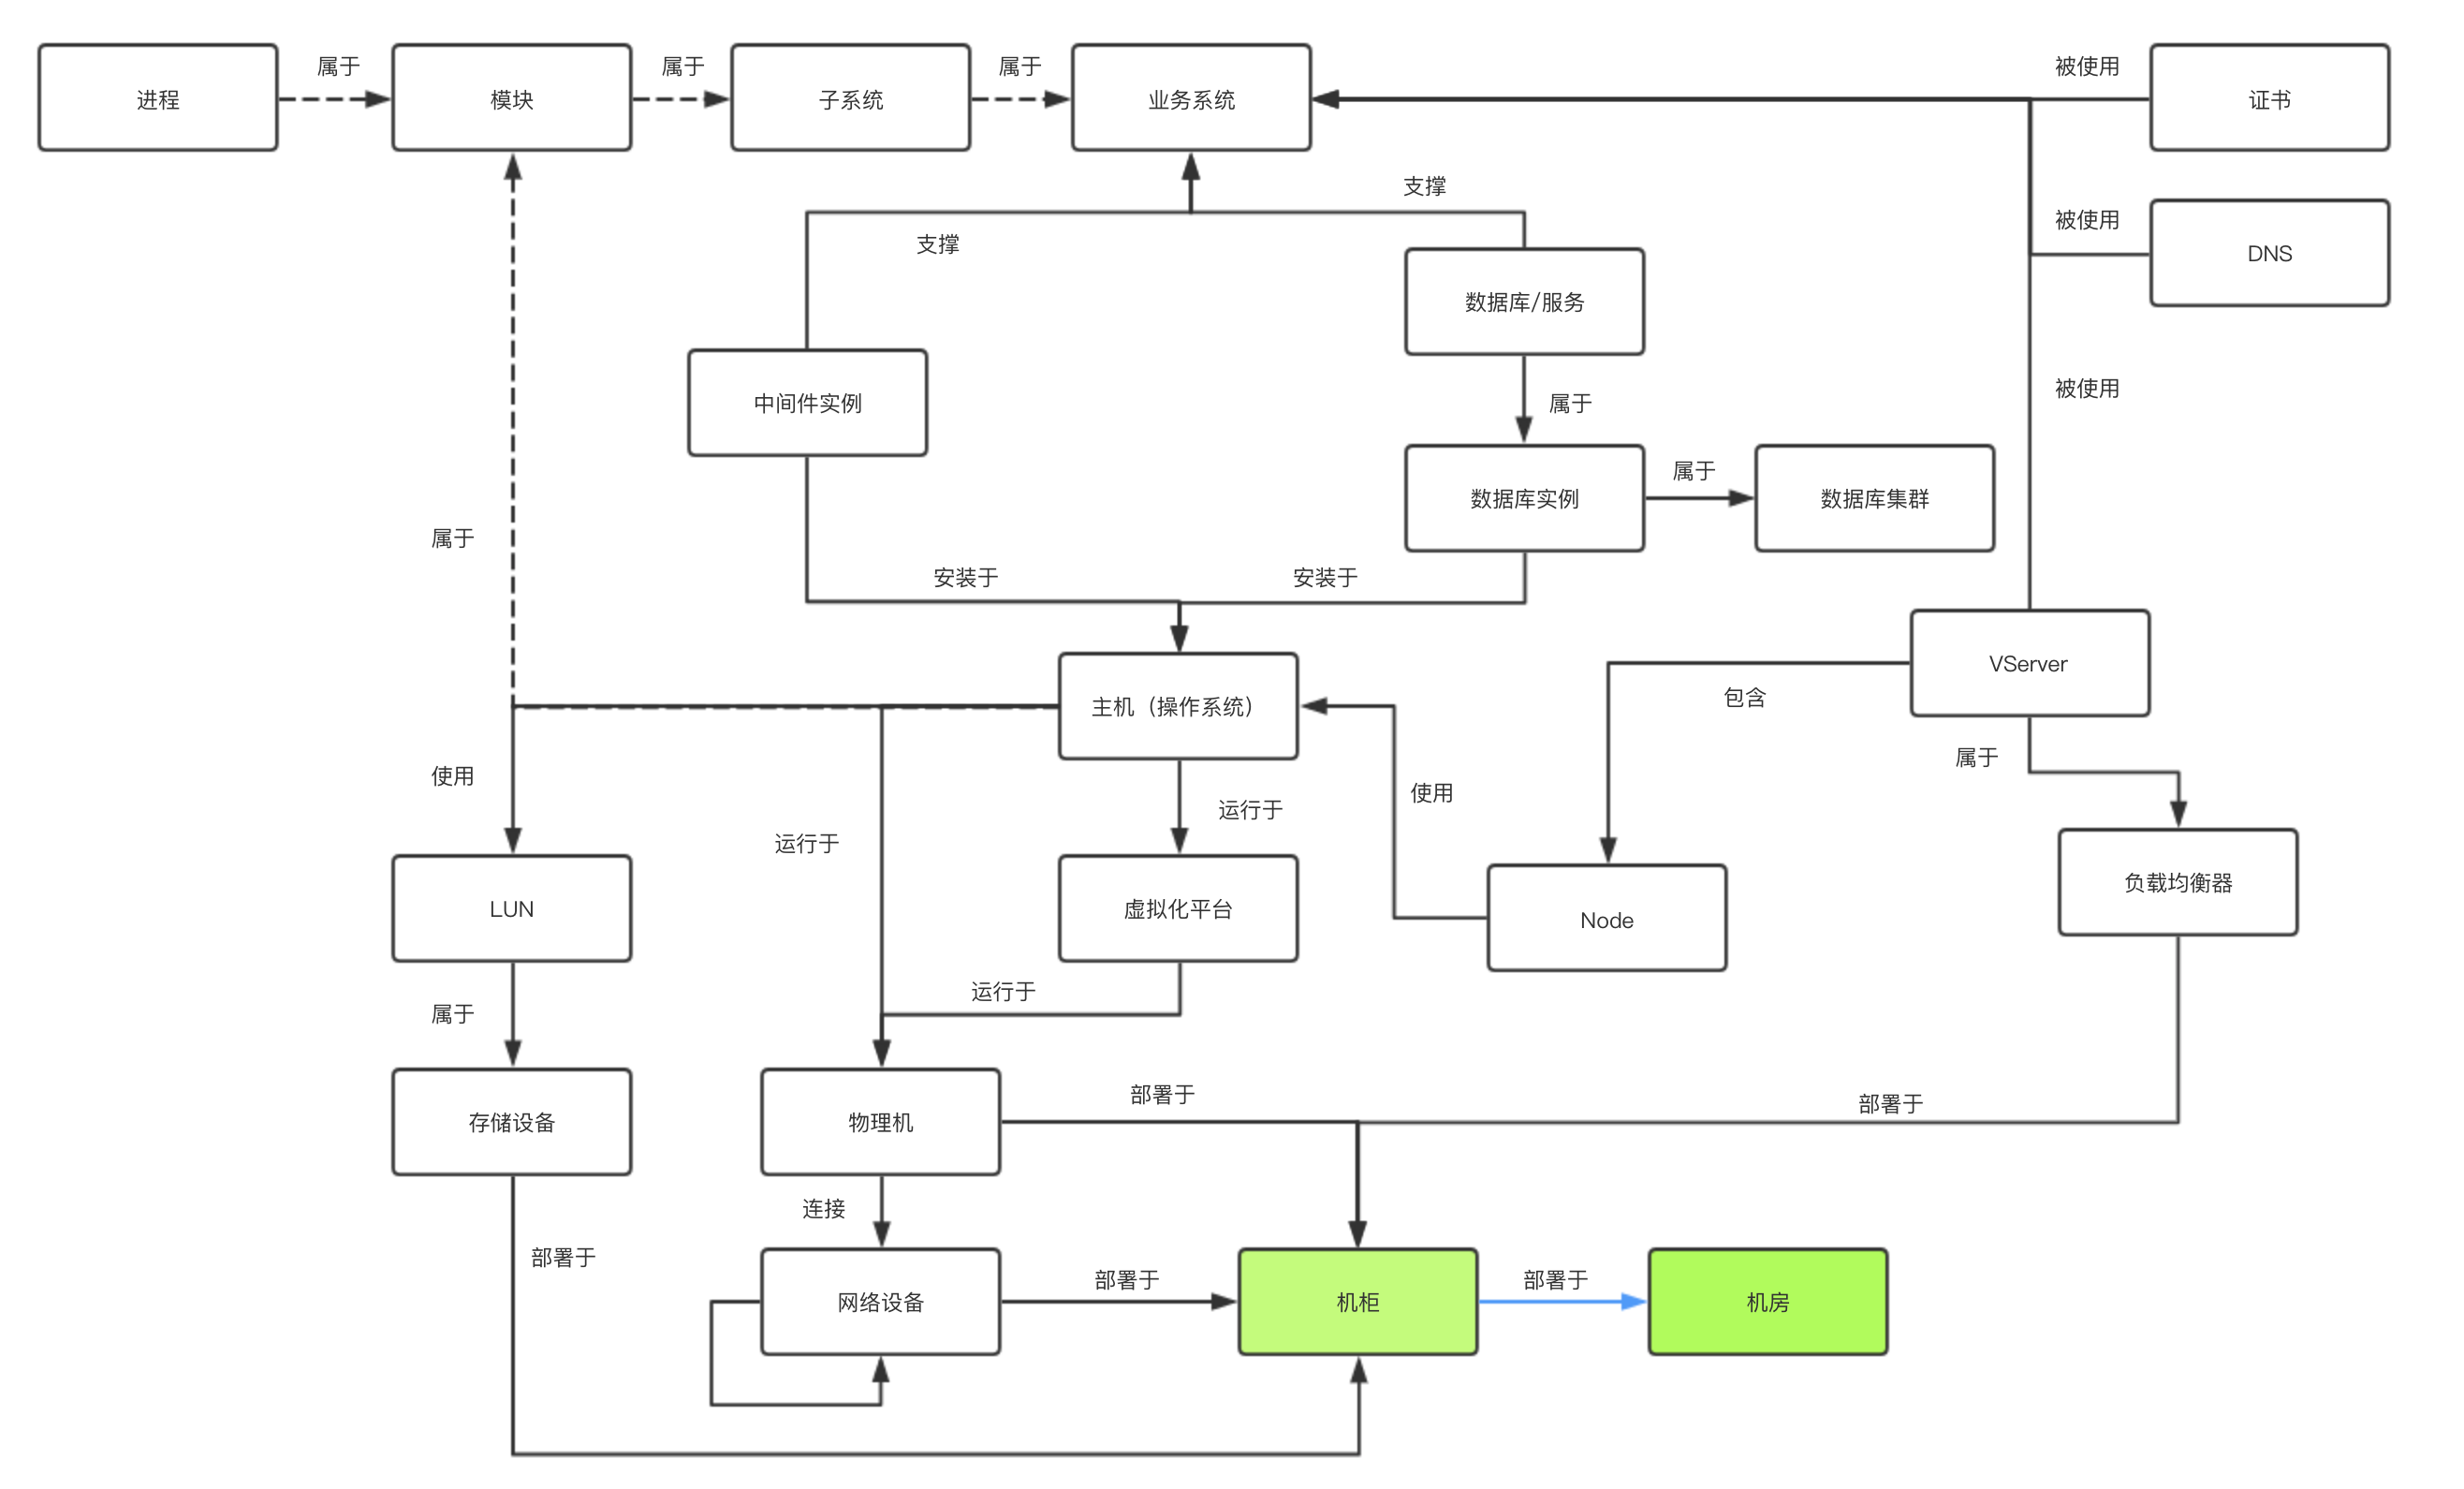 进程
属于
模块
属于
子系统
属于
业务系统
被使用
证书
支撑
被使用
DNS
支撑
数据库/服务
被使用
中间件实例
属于
数据库实例
属于
数据库集群
属于
安装于
安装于
VServer
主机（操作系统）
包含
属于
使用
使用
运行于
运行于
LUN
虚拟化平台
Node
负载均衡器
运行于
属于
存储设备
物理机
部署于
部署于
连接
部署于
网络设备
部署于
机柜
部署于
机房